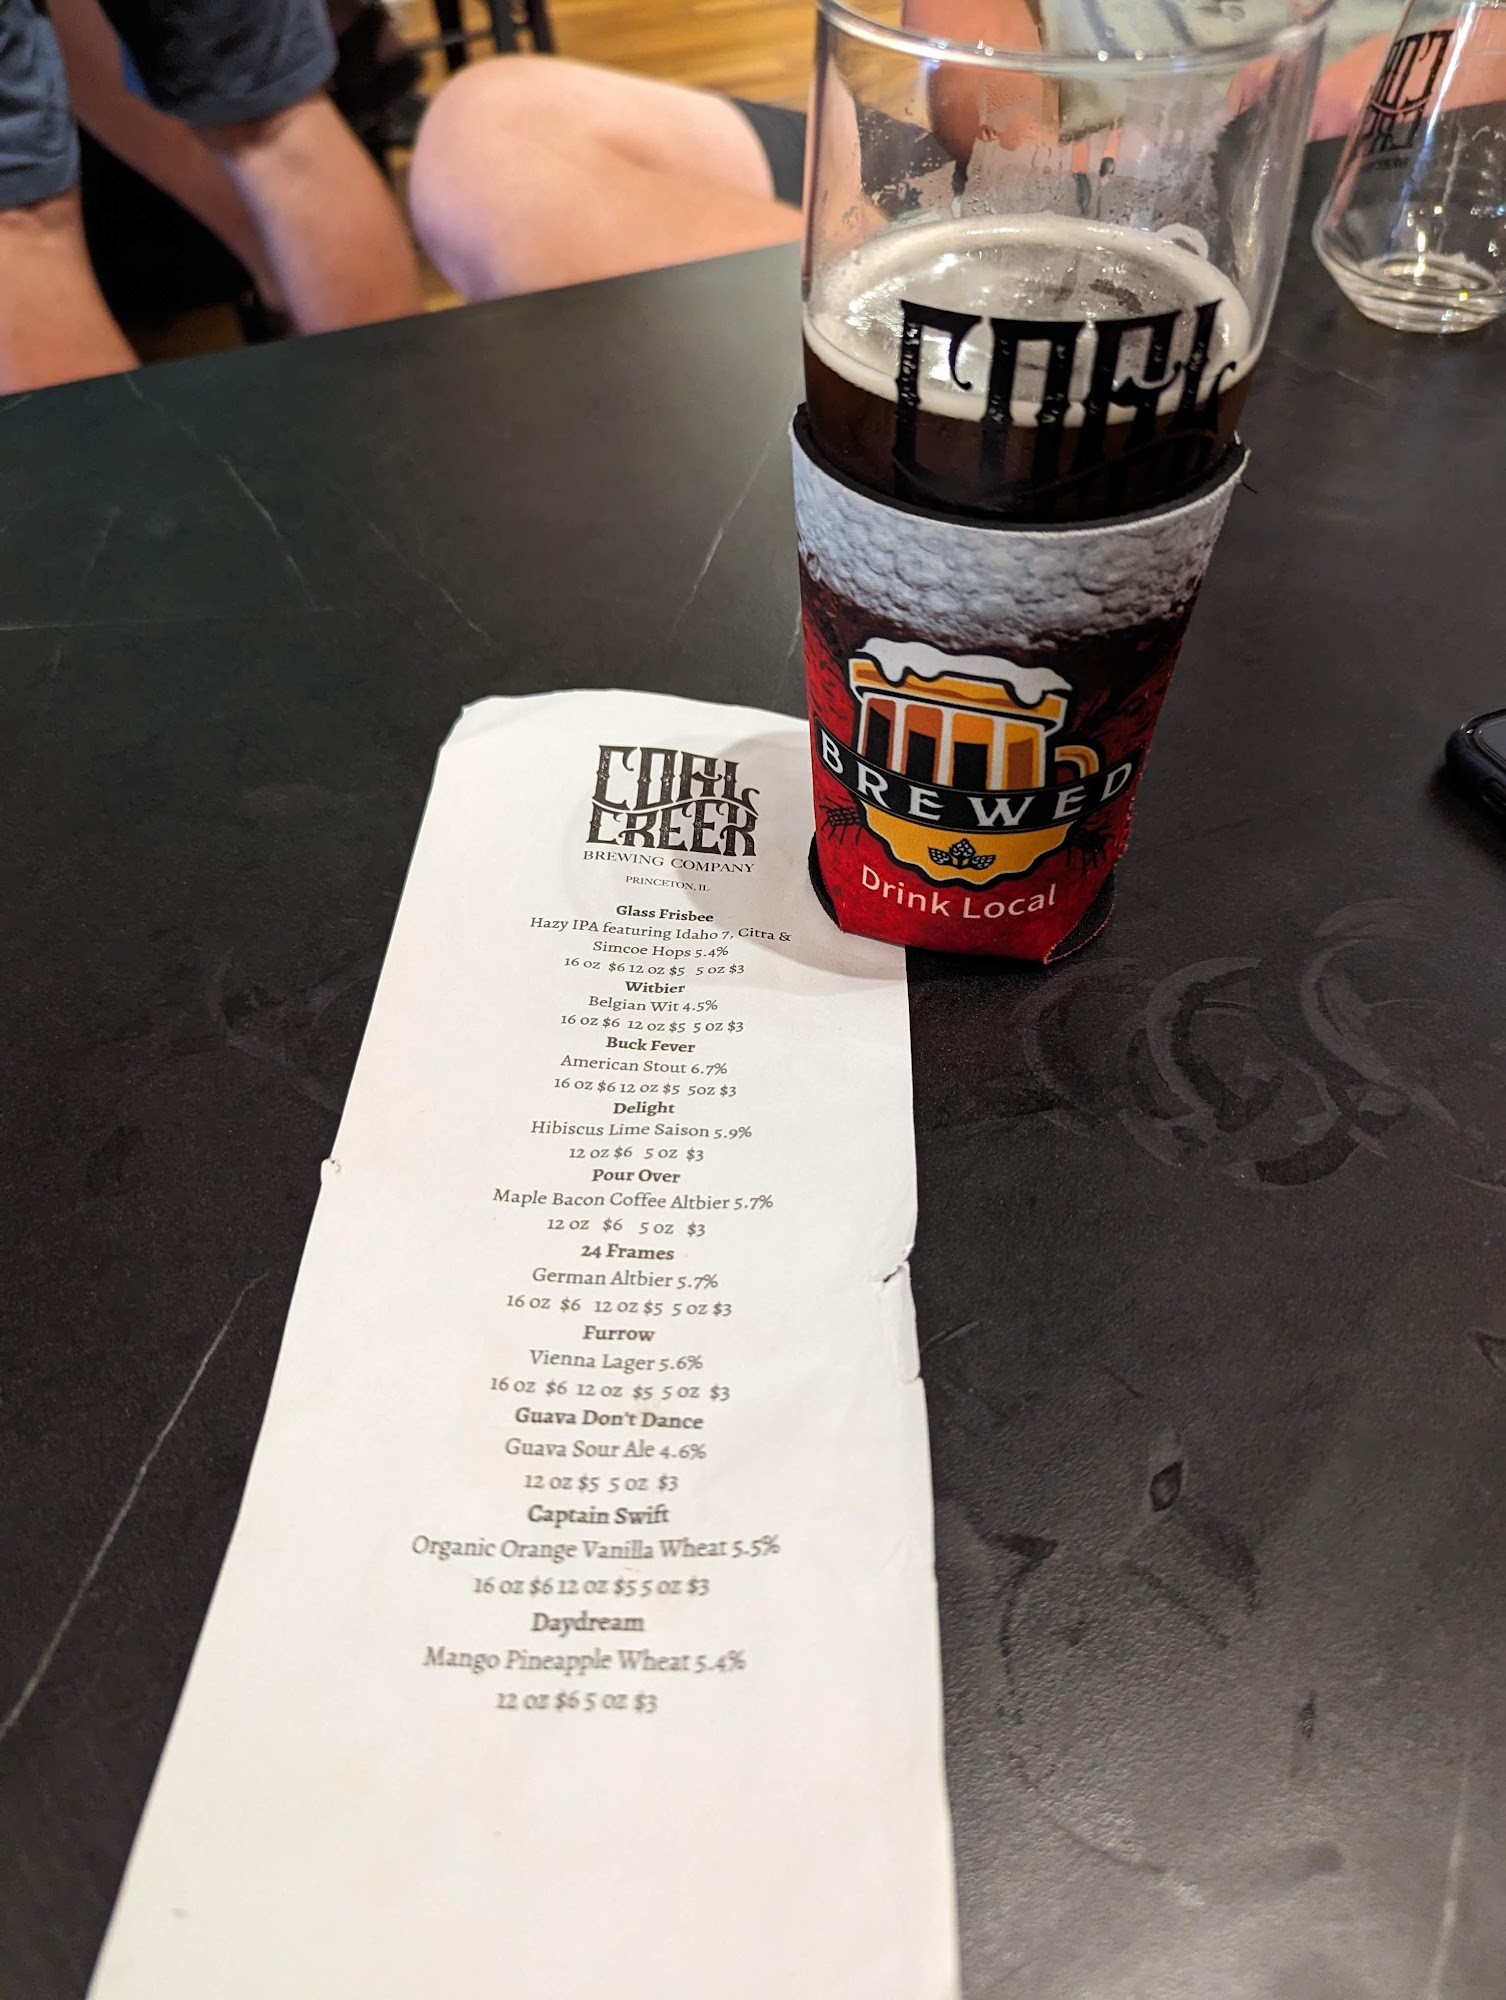 COAL
BREWED
Drink Local
COAL
CREEK
BREWING COMPANY
PRINCETON, IL
Glass Frisbee
Hazy IPA featuring Idaho 7, Citra &
Simcoe Hops 5.4%
16 oz $6 12 oz $5 5 oz $3
Witbier
Belgian Wit 4.5%
16 oz $6 12 oz $5 5 oz $3
Buck Fever
American Stout 6.7%
16 oz $6 12 oz $5 5oz $3
Delight
Hibiscus Lime Saison 5.9%
12 oz $6 5 oz $3
Pour Over
Maple Bacon Coffee Altbier 5.7%
12 oz $6 5 oz $3
24 Frames
German Altbier 5.7%
16 oz $6 12 oz $5 5 oz $3
Furrow
Vienna Lager 5.6%
16 oz $6 12 oz $5 5 oz $3
Guava Don't Dance
Guava Sour Ale 4.6%
12 oz $5 5 oz $3
Captain Swift
Organic Orange Vanilla Wheat 5.5%
16 oz $6 12 oz $5 5 oz $3
Daydream
Mango Pineapple Wheat 5.4%
12 oz $6 5 oz $3